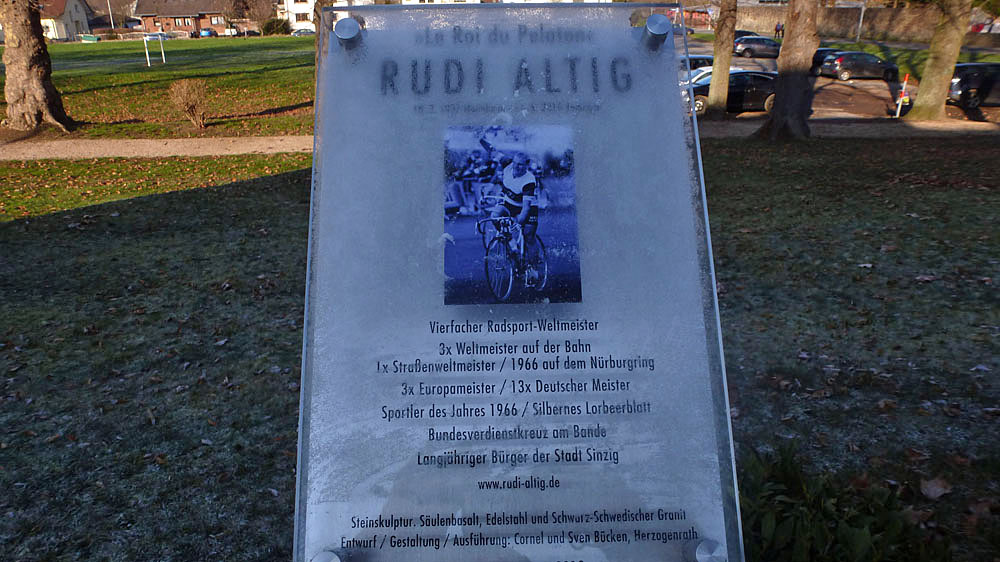 »Le Roi du Peloton«
RUDI ALTIG
Vierfacher Radsport-Weltmeister
3x Weltmeister auf der Bahn
1x Straßenweltmeister / 1966 auf dem Nürburgring
3x Europameister / 13x Deutscher Meister
Sportler des Jahres 1966 / Silbernes Lorbeerblatt
Bundesverdienstkreuz am Bande
Langjähriger Bürger der Stadt Sinzig
www.rudi-altig.de
Steinskulptur. Säulenbasalt, Edelstahl und Schwarz-Schwedischer Granit
Entwurf / Gestaltung / Ausführung: Cornel und Sven Bücken, Herzogenrath